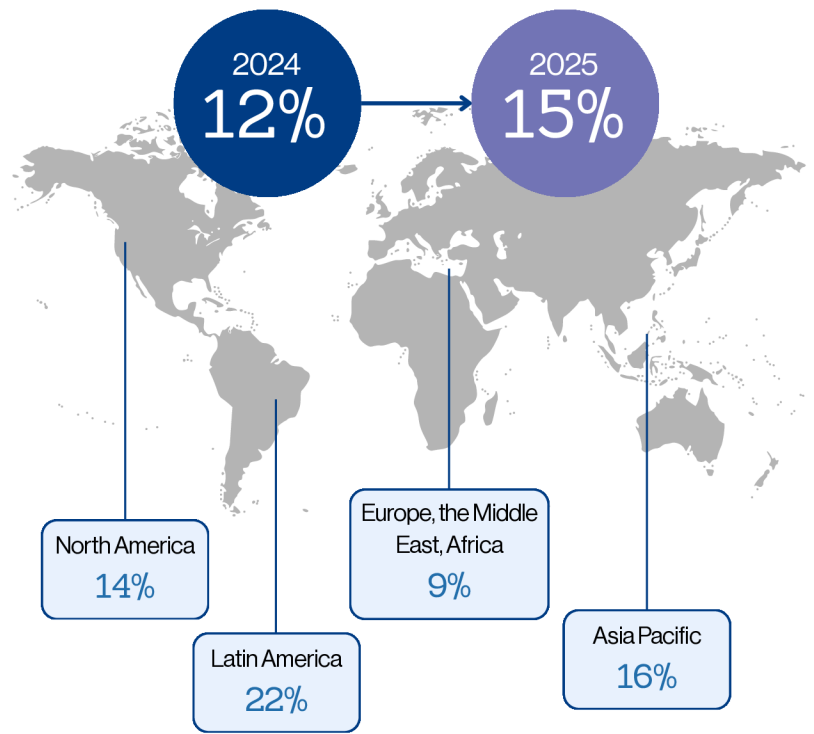 2024
12%
2025
15%
North America
14%
Latin America
22%
Europe, the Middle
East, Africa
9%
Asia Pacific
16%